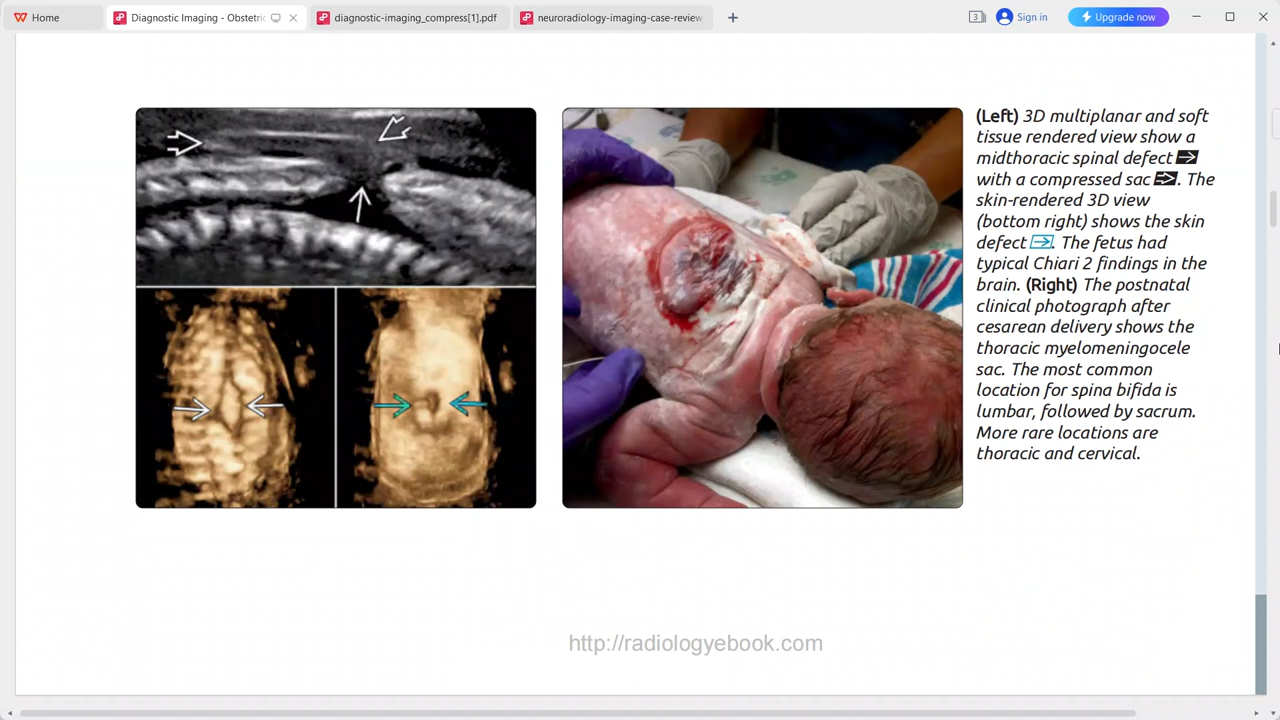 Home
Diagnostic Imaging - Obstetric
diagnostic-imaging_compress[1].pdf
neuroradiology-imaging-case-review
3
Sign in
Upgrade now
(Left) 3D multiplanar and soft
tissue rendered view show a
midthoracic spinal defect
with a compressed sac . The
skin-rendered 3D view
(bottom right) shows the skin
defect . The fetus had
typical Chiari 2 findings in the
brain. (Right) The postnatal
clinical photograph after
cesarean delivery shows the
thoracic myelomeningocele
sac. The most common
location for spina bifida is
lumbar, followed by sacrum.
More rare locations are
thoracic and cervical.
http://radiologyebook.com